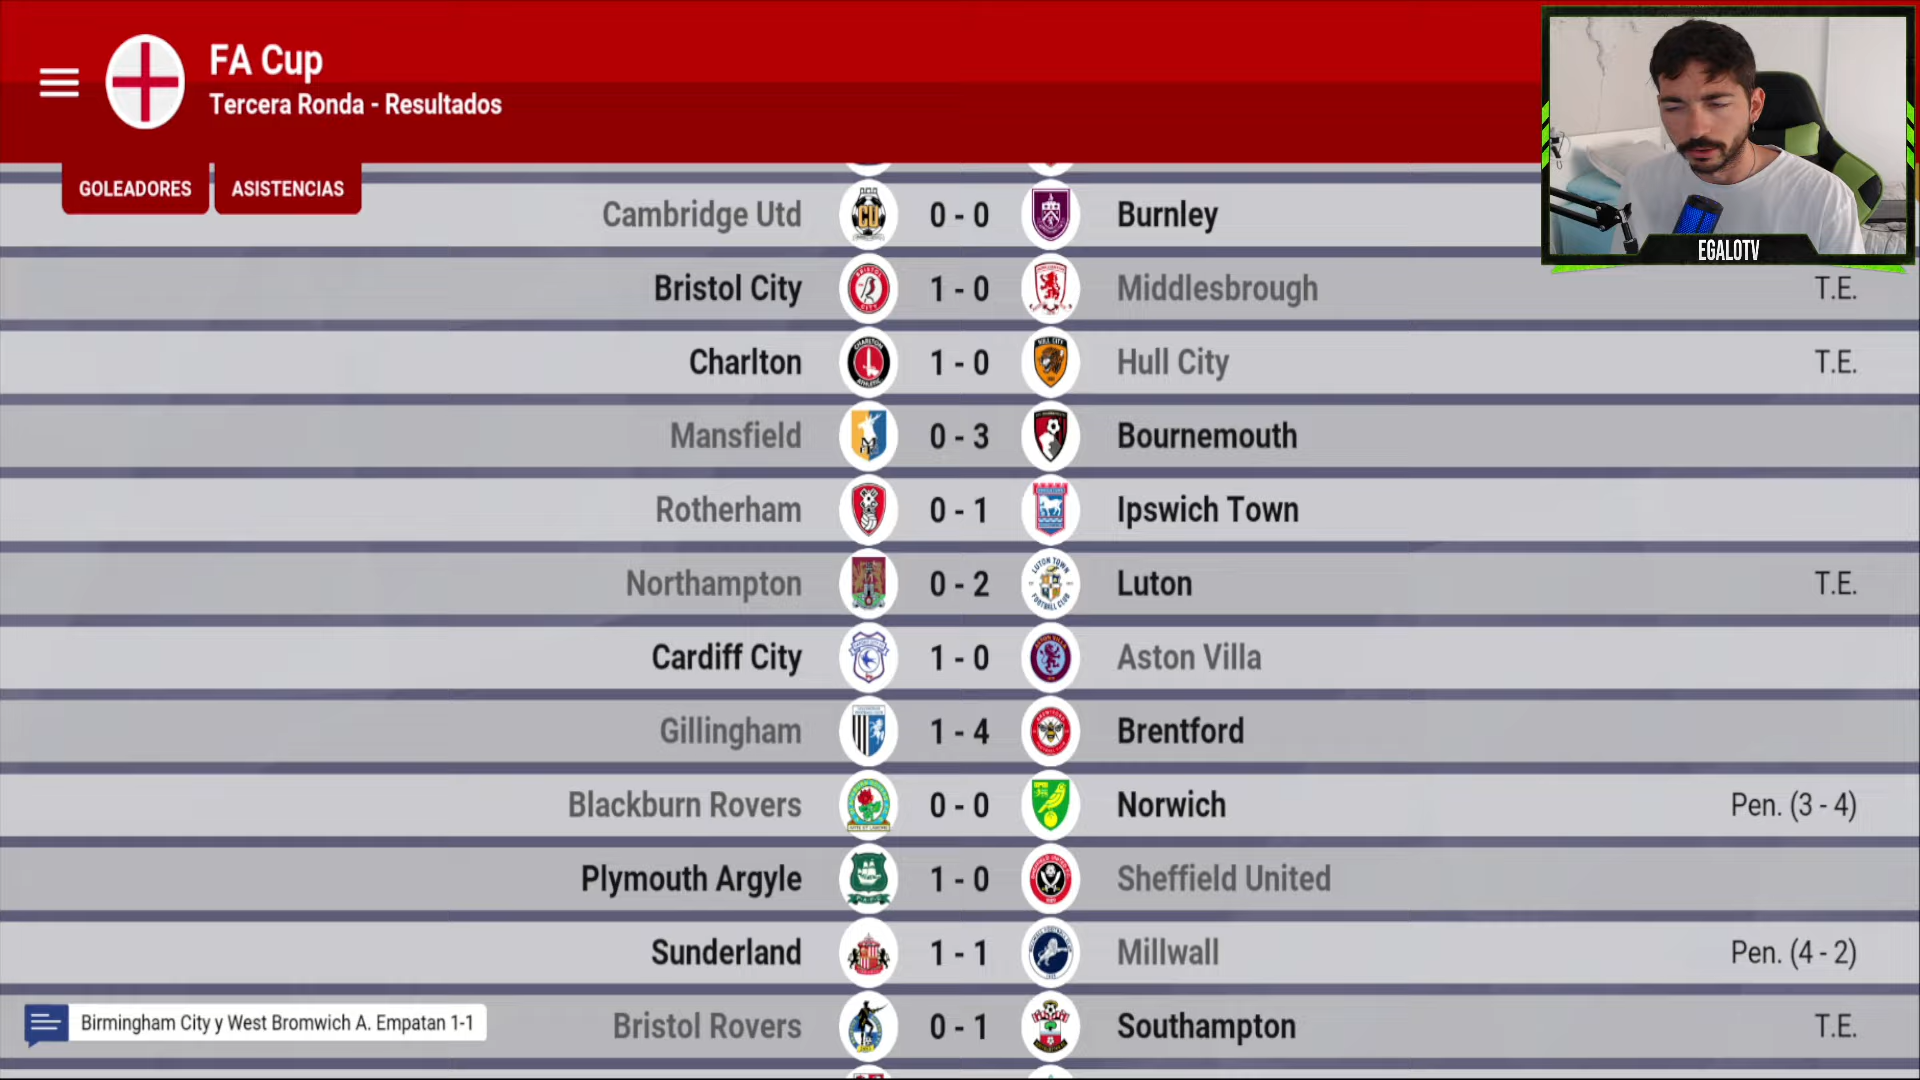 FA Cup
Tercera Ronda - Resultados
GOLEADORES ASISTENCIAS
EGALOTV
Cambridge Utd 0 - 0 Burnley
Bristol City 1 - 0 Middlesbrough T.E.
Charlton 1 - 0 Hull City T.E.
Mansfield 0 - 3 Bournemouth
Rotherham 0 - 1 Ipswich Town
Northampton 0 - 2 Luton T.E.
Cardiff City 1 - 0 Aston Villa
Gillingham 1 - 4 Brentford
Blackburn Rovers 0 - 0 Norwich Pen. (3 - 4)
Plymouth Argyle 1 - 0 Sheffield United
Sunderland 1 - 1 Millwall Pen. (4 - 2)
Bristol Rovers 0 - 1 Southampton T.E.
Birmingham City y West Bromwich A. Empatan 1-1